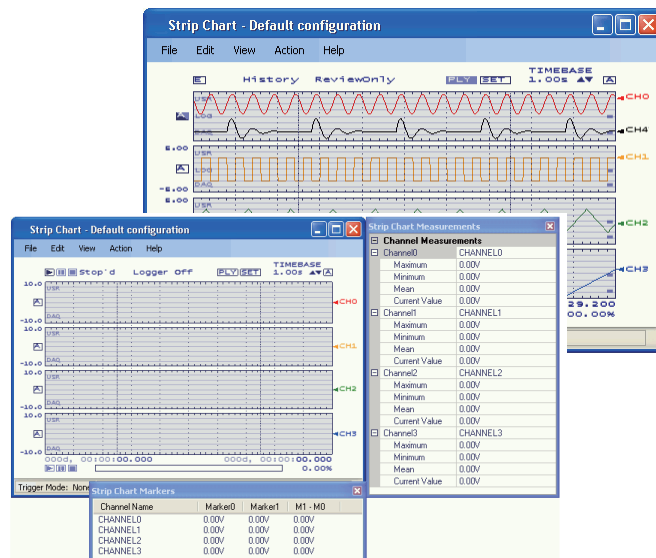 Strip Chart - Default configuration
File Edit View Action Help
E History ReviewOnly PLY SET TIMEBASE 1.00s A
USR CH0
A LOG
DAQ CH4
6.00 USR CH1
A LOG
-6.00 DAQ
6.00 USR
CH2
CH3
29.200
00.00%
Strip Chart - Default configuration
File Edit View Action Help
Stop'd Logger Off PLY SET TIMEBASE 1.00s A
10.0 USR
A CH0
-10.0 DAQ
10.0 USR
A CH1
-10.0 DAQ
10.0 USR
A CH2
-10.0 DAQ
10.0 USR
A CH3
-10.0 DAQ
000d, 00:00:00.000 000d, 00:00:00.000
0.00%
Trigger Mode: None
Strip Chart Measurements
Channel Measurements
Channel0 CHANNEL0
Maximum 0.00V
Minimum 0.00V
Mean 0.00V
Current Value 0.00V
Channel1 CHANNEL1
Maximum 0.00V
Minimum 0.00V
Mean 0.00V
Current Value 0.00V
Channel2 CHANNEL2
Maximum 0.00V
Minimum 0.00V
Mean 0.00V
Current Value 0.00V
Channel3 CHANNEL3
Maximum 0.00V
Minimum 0.00V
Mean 0.00V
Current Value 0.00V
Strip Chart Markers
Channel Name Marker0 Marker1 M1 - M0
CHANNEL0 0.00V 0.00V 0.00V
CHANNEL1 0.00V 0.00V 0.00V
CHANNEL2 0.00V 0.00V 0.00V
CHANNEL3 0.00V 0.00V 0.00V